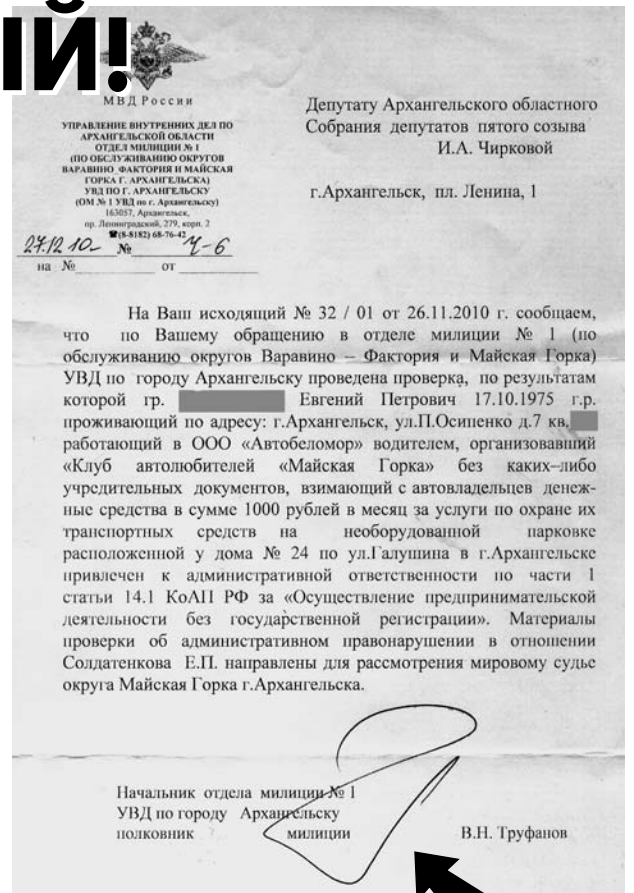 ЫЙ!
МВД России
УПРАВЛЕНИЕ ВНУТРЕННИХ ДЕЛ ПО
АРХАНГЕЛЬСКОЙ ОБЛАСТИ
ОТДЕЛ МИЛИЦИИ № 1
(ПО ОБСЛУЖИВАНИЮ ОКРУГОВ
ВАРАВИНО ФАКТОРИЯ И МАЙСКАЯ
ГОРКА Г. АРХАНГЕЛЬСКА)
УВД ПО Г. АРХАНГЕЛЬСКУ
(ОМ № 1 УВД по г. Архангельску)
163057, Архангельск,
пр. Ленинградский, 279, корп. 2
☎(8-8182) 68-76-42
27.12.10 № 4-6
на № от
Депутату Архангельского областного
Собрания депутатов пятого созыва
И.А. Чирковой
г.Архангельск, пл. Ленина, 1
На Ваш исходящий № 32 / 01 от 26.11.2010 г. сообщаем,
что по Вашему обращению в отделе милиции № 1 (по
обслуживанию округов Варавино – Фактория и Майская Горка)
УВД по городу Архангельску проведена проверка, по результатам
которой гр. Евгений Петрович 17.10.1975 г.р.
проживающий по адресу: г.Архангельск, ул.П.Осипенко д.7 кв.
работающий в ООО «Автобеломор» водителем, организовавший
«Клуб автолюбителей «Майская Горка» без каких–либо
учредительных документов, взимающий с автовладельцев денеж-
ные средства в сумме 1000 рублей в месяц за услуги по охране их
транспортных средств на необорудованной парковке
расположенной у дома № 24 по ул.Галушина в г.Архангельске
привлечен к административной ответственности по части 1
статьи 14.1 КоАП РФ за «Осуществление предпринимательской
деятельности без государственной регистрации». Материалы
проверки об административном правонарушении в отношении
Солдатенкова Е.П. направлены для рассмотрения мировому судье
округа Майская Горка г.Архангельска.
Начальник отдела милиции № 1
УВД по городу Архангельску
полковник милиции В.Н. Труфанов